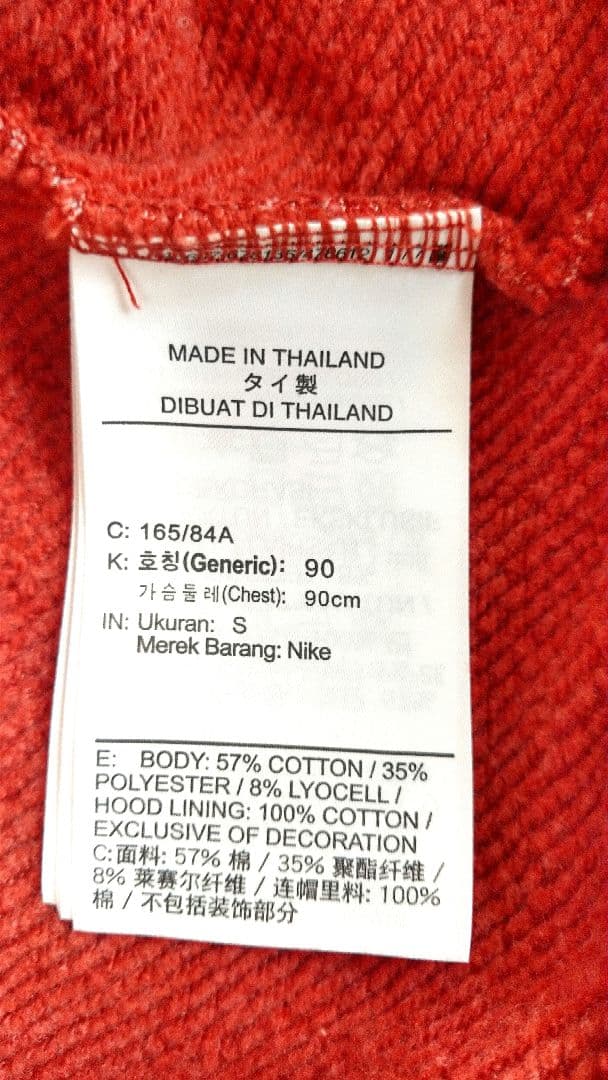 MADE IN THAILAND
タイ製
DIBUAT DI THAILAND
C: 165/84A
K: 호칭(Generic): 90
가슴둘레(Chest): 90cm
IN: Ukuran: S
Merek Barang: Nike
E: BODY: 57% COTTON / 35%
POLYESTER / 8% LYOCELL /
HOOD LINING: 100% COTTON /
EXCLUSIVE OF DECORATION
C:面料: 57% 棉 / 35% 聚酯纤维 /
8% 莱赛尔纤维 / 连帽里料: 100%
棉 / 不包括装饰部分